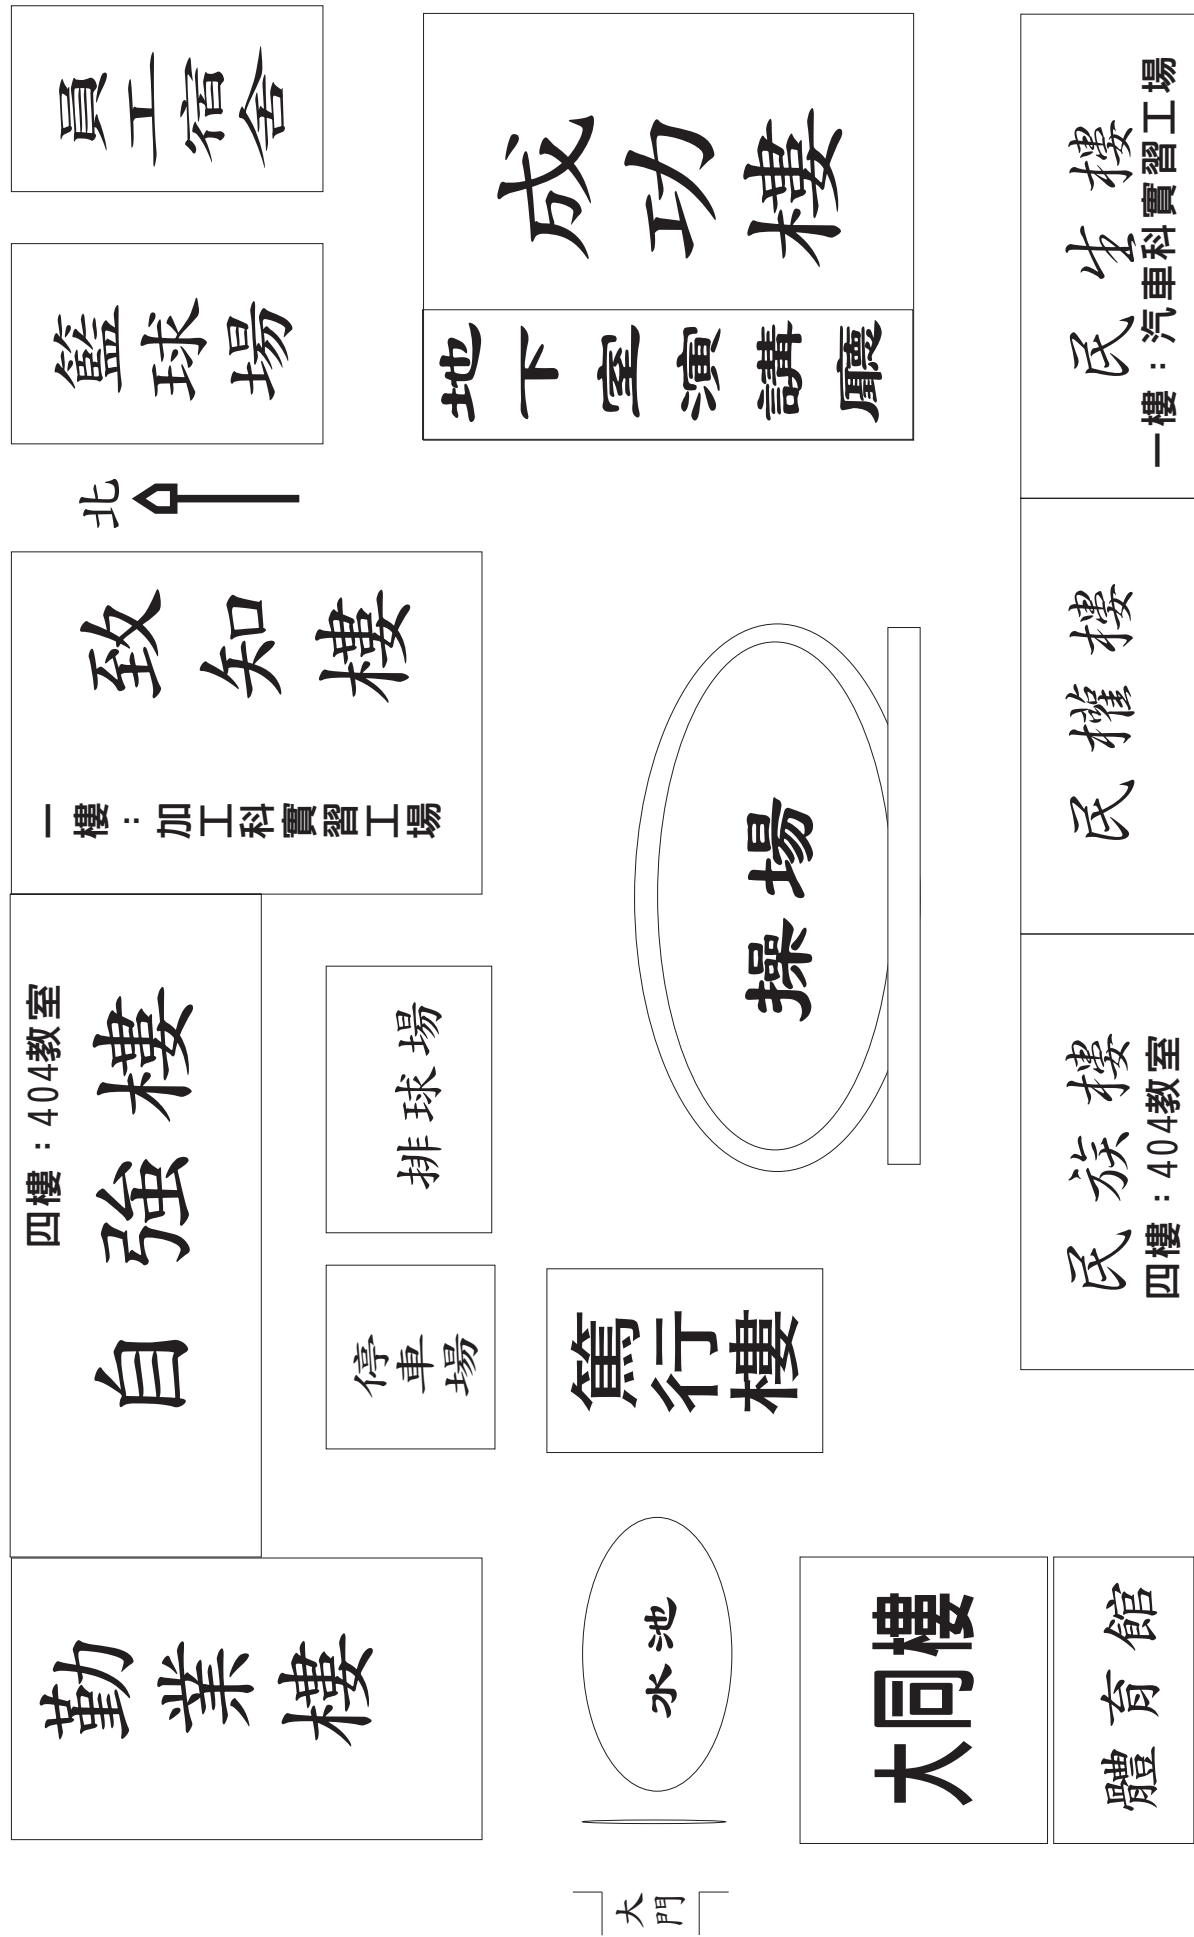 勤業樓
四樓：404教室
自強樓
一樓：加工科實習工場
致知樓
北
籃球場
員工宿舍
停車場
排球場
地下室演講廳
成功樓
大門
水池
篤行樓
操場
大同樓
體育館
民族樓
四樓：404教室
民權樓
民生樓
一樓：汽車科實習工場